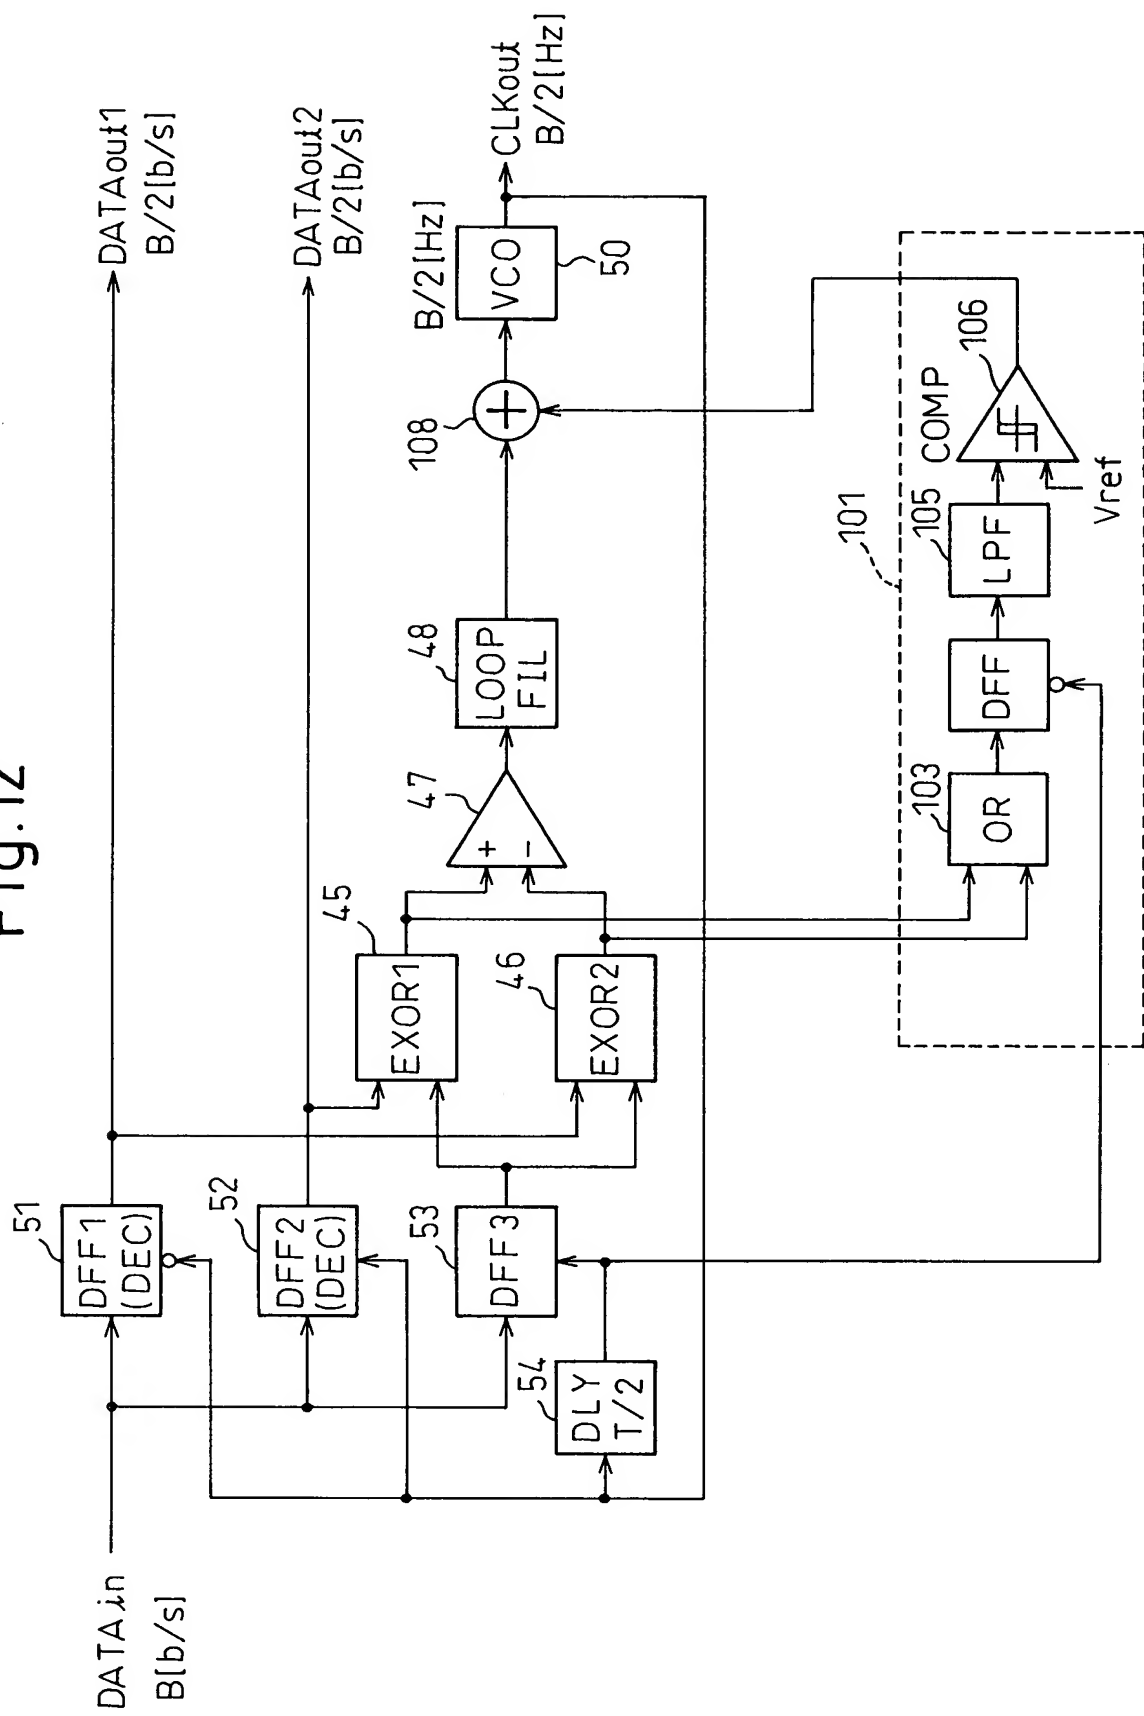 Fig.12
DATAin
B[b/s]
51
DFF1
(DEC)
52
DFF2
(DEC)
53
DFF3
54
DLY
T/2
45
EXOR1
46
EXOR2
47
+
-
48
LOOP
FIL
108
+
B/2[Hz]
VCO
50
DATAout1
B/2[b/s]
DATAout2
B/2[b/s]
CLKout
B/2[Hz]
101
103
OR
DFF
105
LPF
COMP
106
Vref